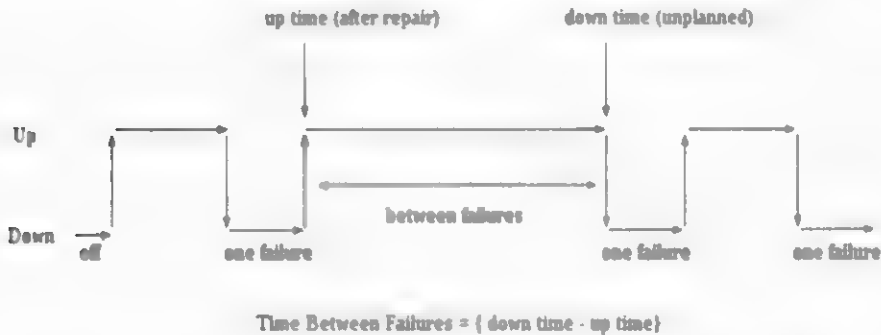 up time (after repair) down time (unplanned)
Up
between failures
Down
off one failure one failure one failure
Time Between Failures = { down time - up time}